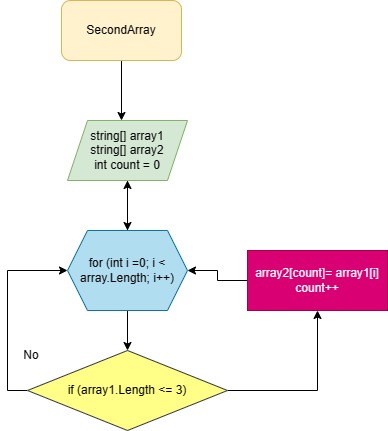 SecondArray
string[] array1
string[] array2
int count = 0
for (int i =0; i <
array.Length; i++)
array2[count]= array1[i]
count++
No
if (array1.Length <= 3)